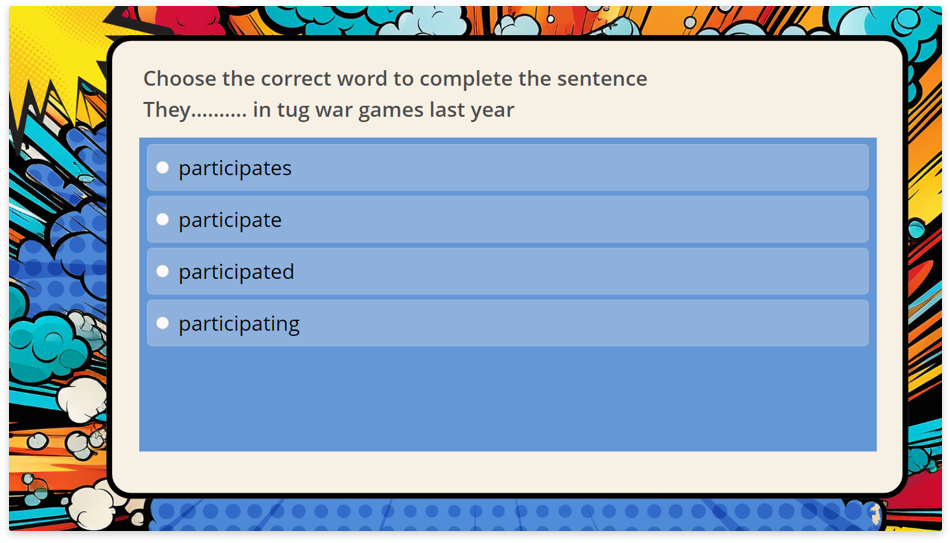 Choose the correct word to complete the sentence
They.......... in tug war games last year
participates
participate
participated
participating